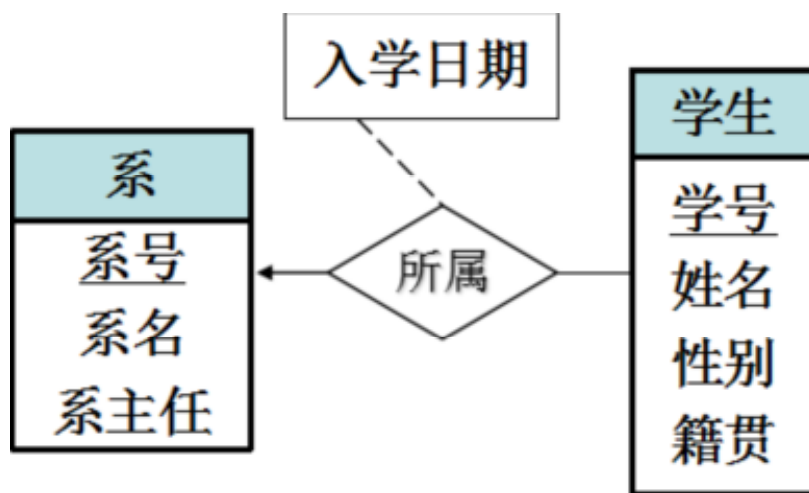 入学日期
系
系号
系名
系主任
所属
学生
学号
姓名
性别
籍贯